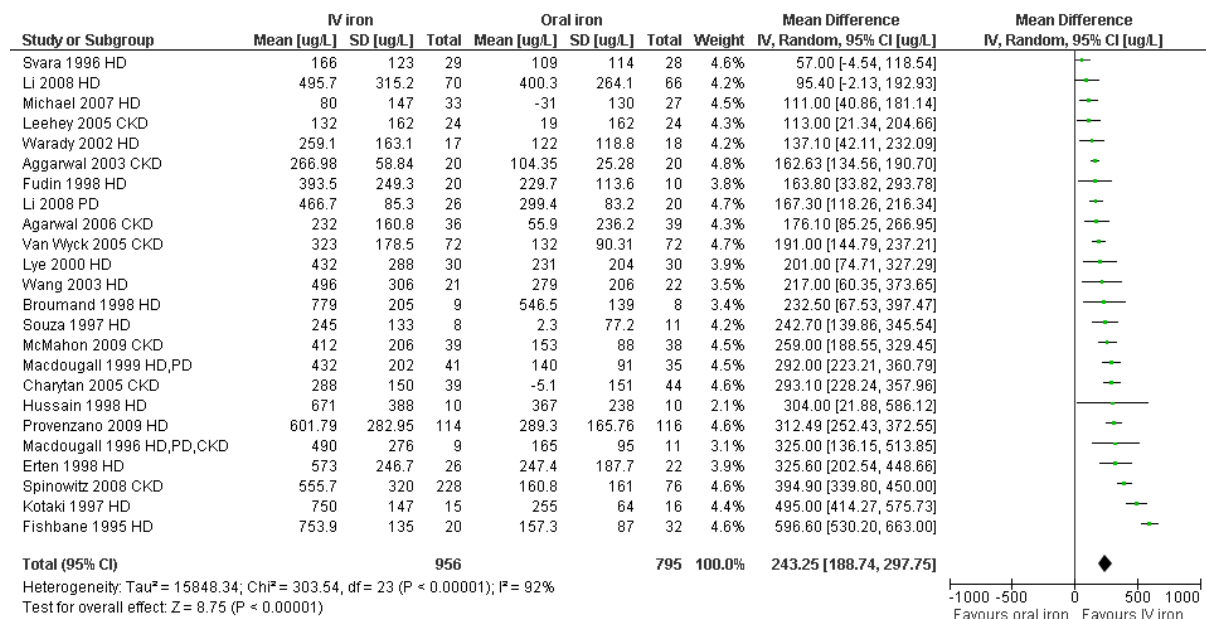 IV iron Oral iron Mean Difference Mean Difference
Study or Subgroup Mean [ug/L] SD [ug/L] Total Mean [ug/L] SD [ug/L] Total Weight IV, Random, 95% CI [ug/L] IV, Random, 95% CI [ug/L]
Svara 1996 HD 166 123 29 109 114 28 4.6% 57.00 [-4.54, 118.54]
Li 2008 HD 495.7 315.2 70 400.3 264.1 66 4.2% 95.40 [-2.13, 192.93]
Michael 2007 HD 80 147 33 -31 130 27 4.5% 111.00 [40.86, 181.14]
Leehey 2005 CKD 132 162 24 19 162 24 4.3% 113.00 [21.34, 204.66]
Warady 2002 HD 259.1 163.1 17 122 118.8 18 4.2% 137.10 [42.11, 232.09]
Aggarwal 2003 CKD 266.98 58.84 20 104.35 25.28 20 4.8% 162.63 [134.56, 190.70]
Fudin 1998 HD 393.5 249.3 20 229.7 113.6 10 3.8% 163.80 [33.82, 293.78]
Li 2008 PD 466.7 85.3 26 299.4 83.2 20 4.7% 167.30 [118.26, 216.34]
Agarwal 2006 CKD 232 160.8 36 55.9 236.2 39 4.3% 176.10 [85.25, 266.95]
Van Wyck 2005 CKD 323 178.5 72 132 90.31 72 4.7% 191.00 [144.79, 237.21]
Lye 2000 HD 432 288 30 231 204 30 3.9% 201.00 [74.71, 327.29]
Wang 2003 HD 496 306 21 279 206 22 3.5% 217.00 [60.35, 373.65]
Broumand 1998 HD 779 205 9 546.5 139 8 3.4% 232.50 [67.53, 397.47]
Souza 1997 HD 245 133 8 2.3 77.2 11 4.1% 242.70 [139.86, 345.54]
McMahon 2009 CKD 412 206 39 153 88 38 4.5% 259.00 [188.55, 329.45]
Macdougall 1999 HD,PD 432 202 41 140 91 35 4.5% 292.00 [223.21, 360.79]
Charytan 2005 CKD 288 150 39 -5.1 151 44 4.6% 293.10 [228.24, 357.96]
Hussain 1998 HD 671 388 10 367 238 10 2.1% 304.00 [21.88, 586.12]
Provenzano 2009 HD 601.79 282.95 114 289.3 165.76 116 4.6% 312.49 [252.43, 372.55]
Macdougall 1996 HD,PD,CKD 490 276 9 165 95 11 3.1% 325.00 [136.15, 513.85]
Erten 1998 HD 573 246.7 26 247.4 187.7 22 3.9% 325.60 [202.54, 448.66]
Spinowitz 2008 CKD 555.7 320 228 160.8 161 76 4.6% 394.90 [339.80, 450.00]
Kotaki 1997 HD 750 147 15 255 64 16 4.4% 495.00 [414.27, 575.73]
Fishbane 1995 HD 753.9 135 20 157.3 87 32 4.6% 596.60 [530.20, 663.00]
Total (95% CI) 956 795 100.0% 243.25 [188.74, 297.75]
Heterogeneity: Tau² = 15848.34; Chi² = 303.54, df = 23 (P < 0.00001); I² = 92%
Test for overall effect: Z = 8.75 (P < 0.00001)
-1000 -500 0 500 1000
Favours oral iron Favours IV iron